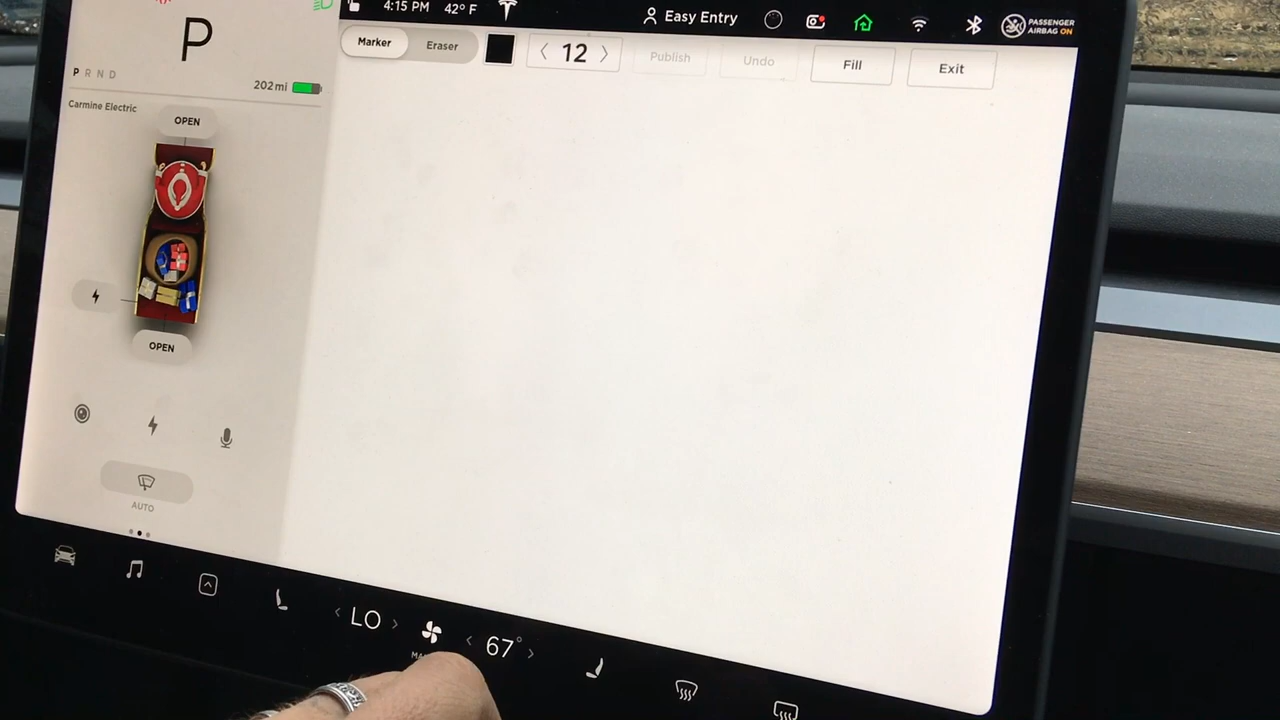 4:15 PM 42° F
Easy Entry
PASSENGER
AIRBAG ON
Marker Eraser 12 Publish Undo Fill Exit
P
P R N D
202 mi
Carmine Electric
OPEN
OPEN
AUTO
LO
67°